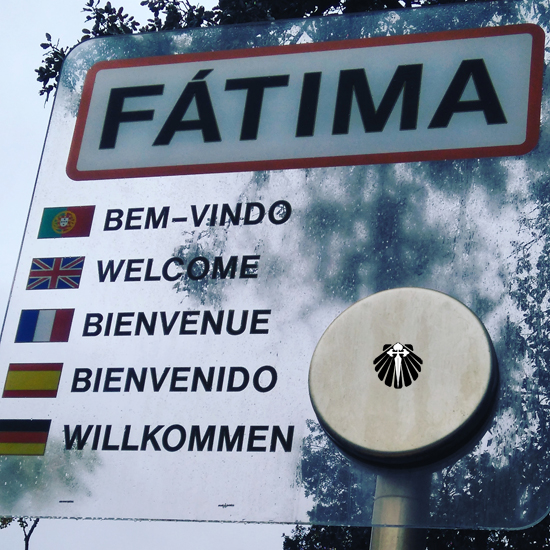 FÁTIMA
BEM-VINDO
WELCOME
BIENVENUE
BIENVENIDO
WILLKOMMEN